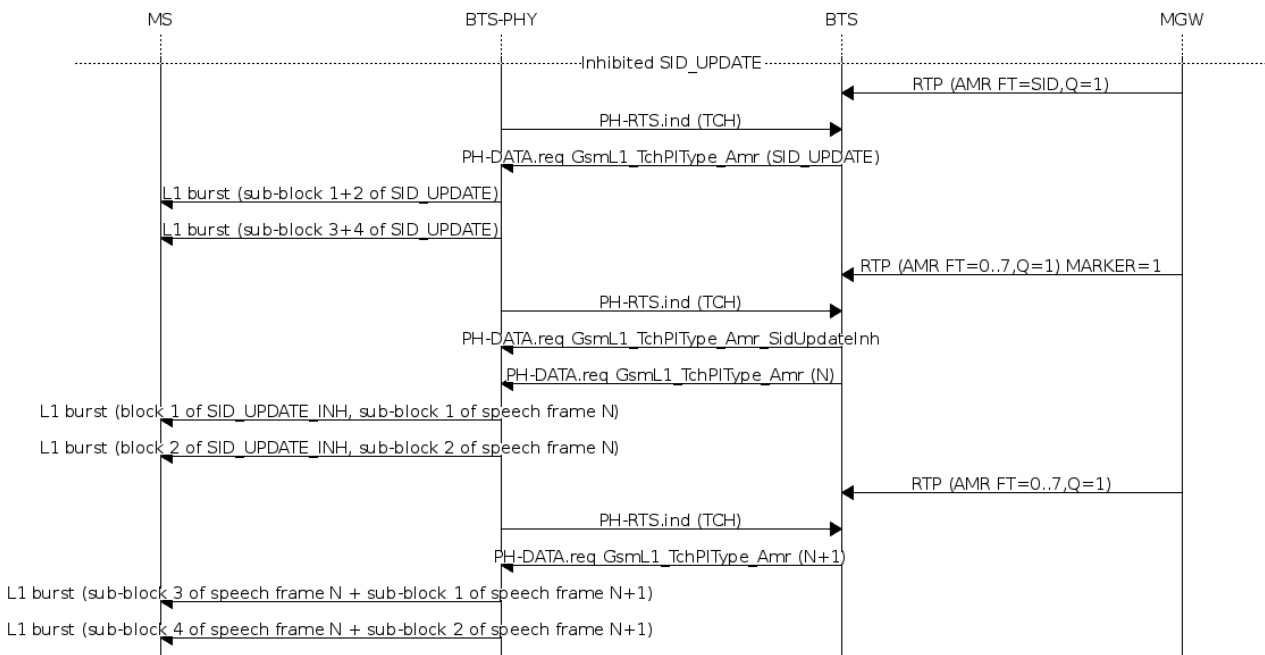 MS BTS-PHY BTS MGW
Inhibited SID_UPDATE
RTP (AMR FT=SID,Q=1)
PH-RTS.ind (TCH)
PH-DATA.req GsmL1_TchPlType_Amr (SID_UPDATE)
L1 burst (sub-block 1+2 of SID_UPDATE)
L1 burst (sub-block 3+4 of SID_UPDATE)
RTP (AMR FT=0..7,Q=1) MARKER=1
PH-RTS.ind (TCH)
PH-DATA.req GsmL1_TchPlType_Amr_SidUpdateInh
PH-DATA.req GsmL1_TchPlType_Amr (N)
L1 burst (block 1 of SID_UPDATE_INH, sub-block 1 of speech frame N)
L1 burst (block 2 of SID_UPDATE_INH, sub-block 2 of speech frame N)
RTP (AMR FT=0..7,Q=1)
PH-RTS.ind (TCH)
PH-DATA.req GsmL1_TchPlType_Amr (N+1)
L1 burst (sub-block 3 of speech frame N + sub-block 1 of speech frame N+1)
L1 burst (sub-block 4 of speech frame N + sub-block 2 of speech frame N+1)